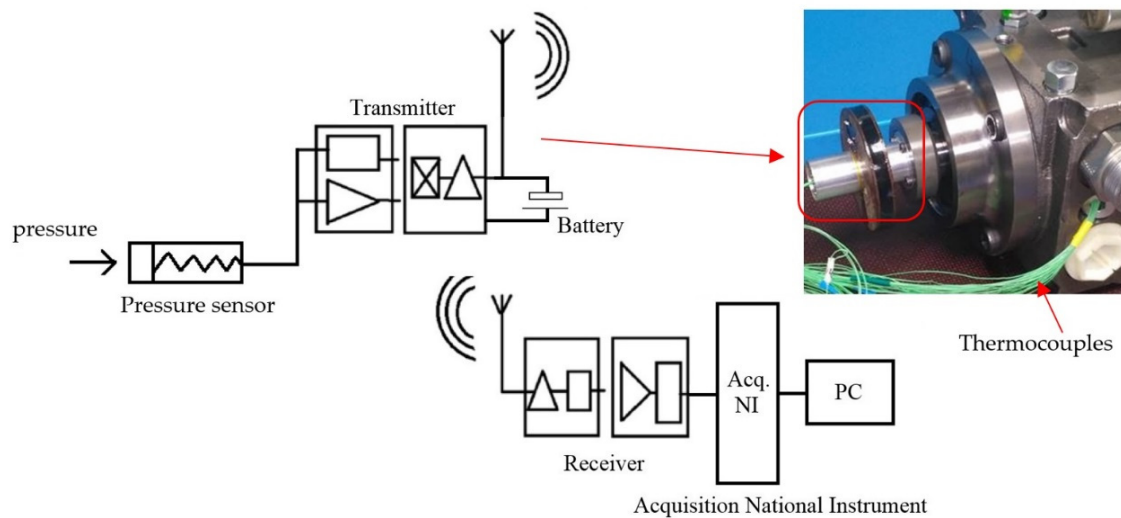 Transmitter
Battery
pressure
Pressure sensor
Thermocouples
Acq.
NI
PC
Receiver
Acquisition National Instrument